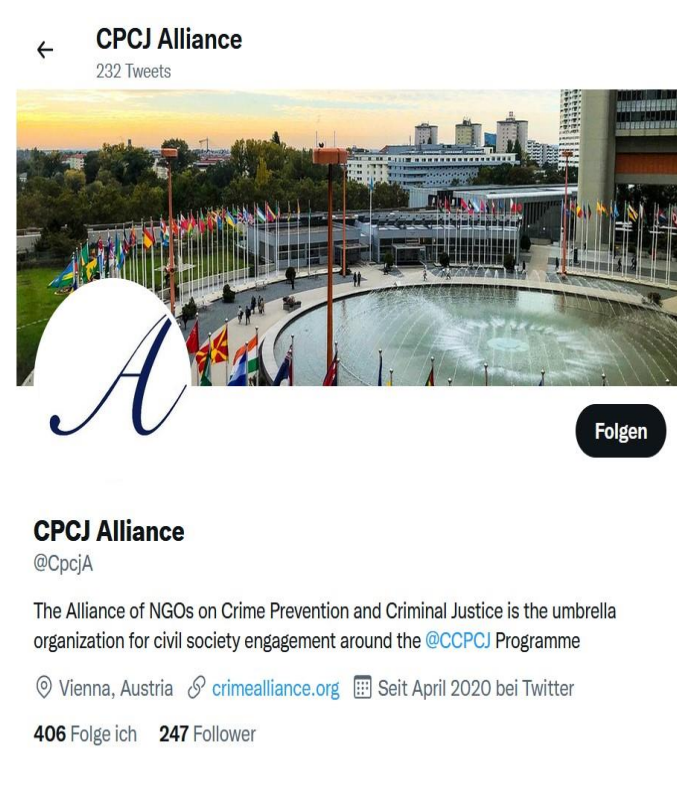 CPCJ Alliance
232 Tweets
A
Folgen
CPCJ Alliance
@CpcjA
The Alliance of NGOs on Crime Prevention and Criminal Justice is the umbrella
organization for civil society engagement around the @CCPCJ Programme
Vienna, Austria crimealliance.org Seit April 2020 bei Twitter
406 Folge ich 247 Follower